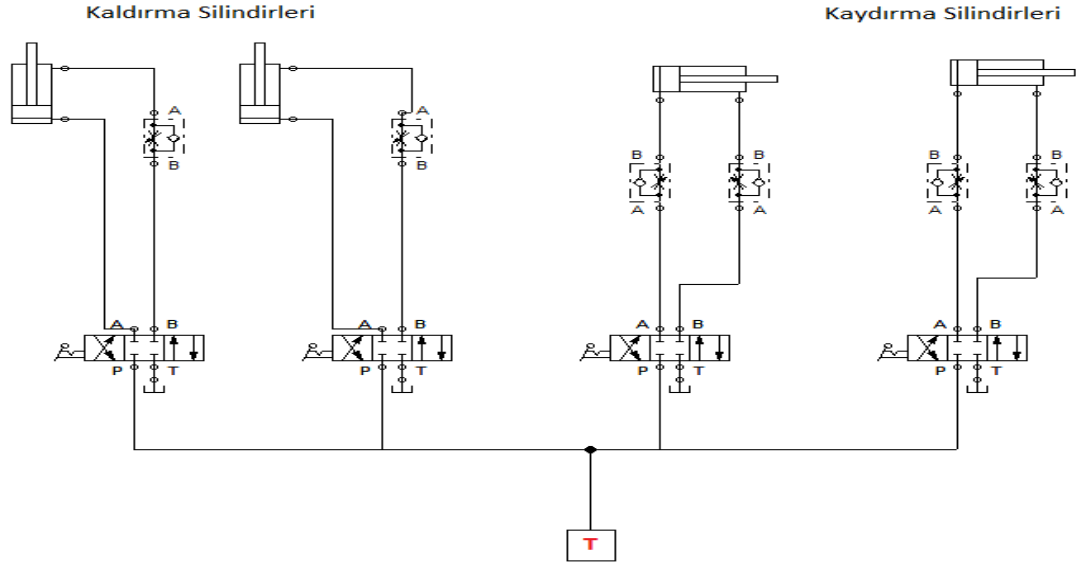 Kaldırma Silindirleri
Kaydırma Silindirleri
A A
B B B B
B B
A A A A
A B A B A B A B
P T P T P T P T
T